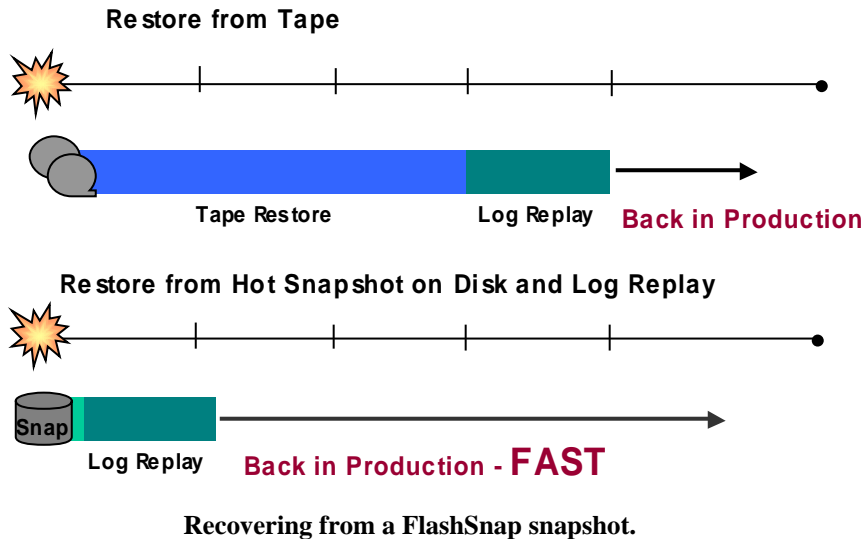 Restore from Tape
Tape Restore
Log Replay
Back in Production
Restore from Hot Snapshot on Disk and Log Replay
Snap
Log Replay
Back in Production - FAST
Recovering from a FlashSnap snapshot.